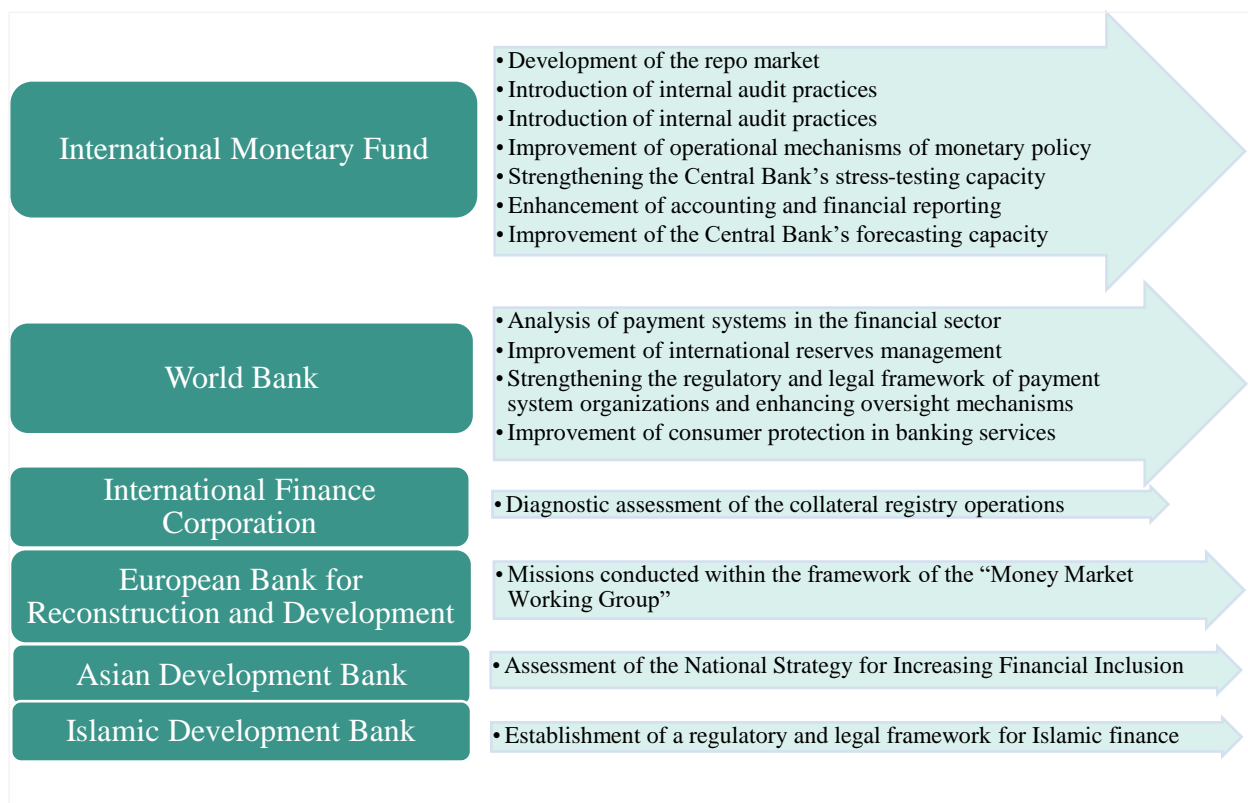 International Monetary Fund
• Development of the repo market
• Introduction of internal audit practices
• Introduction of internal audit practices
• Improvement of operational mechanisms of monetary policy
• Strengthening the Central Bank’s stress-testing capacity
• Enhancement of accounting and financial reporting
• Improvement of the Central Bank’s forecasting capacity
World Bank
• Analysis of payment systems in the financial sector
• Improvement of international reserves management
• Strengthening the regulatory and legal framework of payment
system organizations and enhancing oversight mechanisms
• Improvement of consumer protection in banking services
International Finance
Corporation
• Diagnostic assessment of the collateral registry operations
European Bank for
Reconstruction and Development
• Missions conducted within the framework of the “Money Market
Working Group”
Asian Development Bank
• Assessment of the National Strategy for Increasing Financial Inclusion
Islamic Development Bank
• Establishment of a regulatory and legal framework for Islamic finance